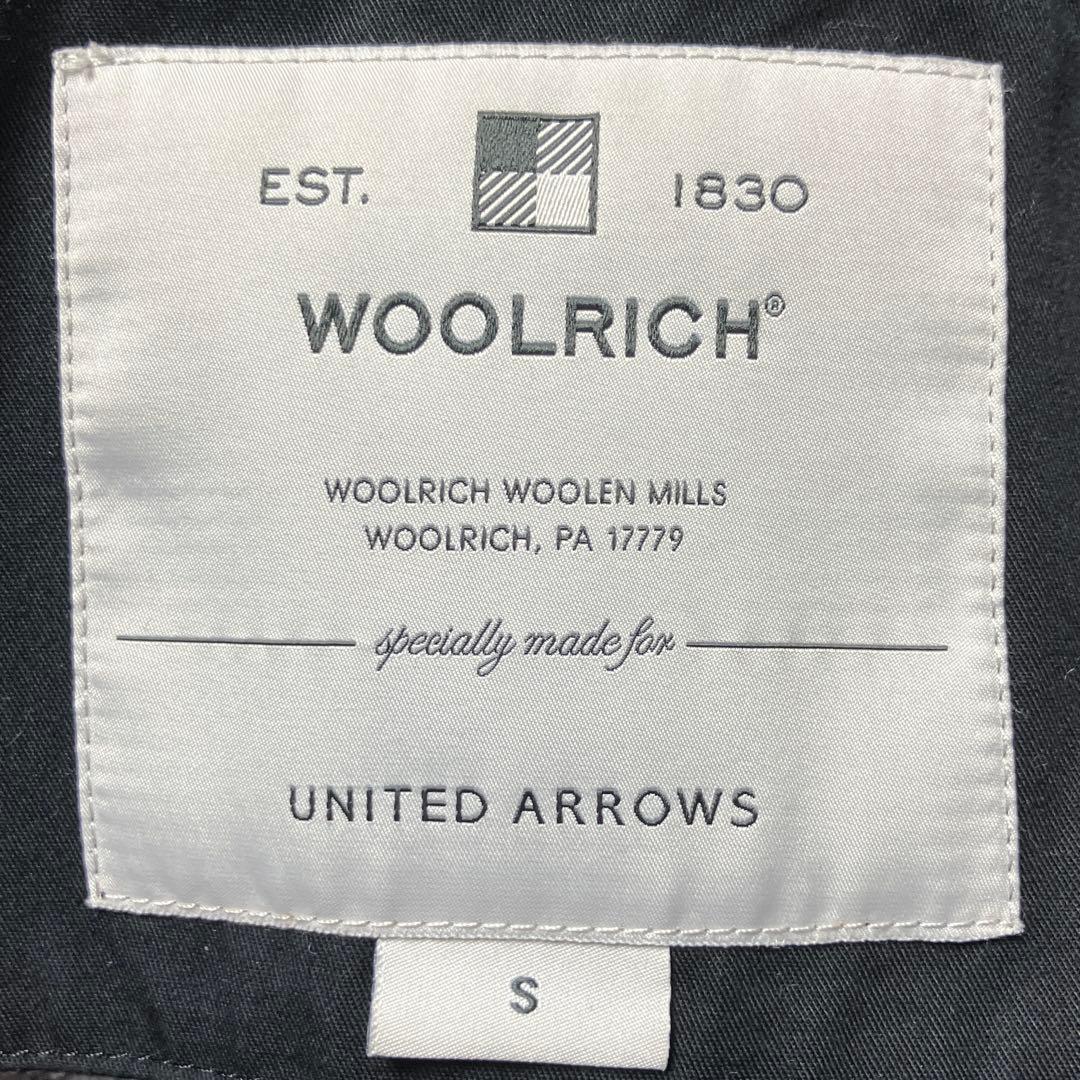 EST. 1830
WOOLRICH®
WOOLRICH WOOLEN MILLS
WOOLRICH, PA 17779
specially made for
UNITED ARROWS
S